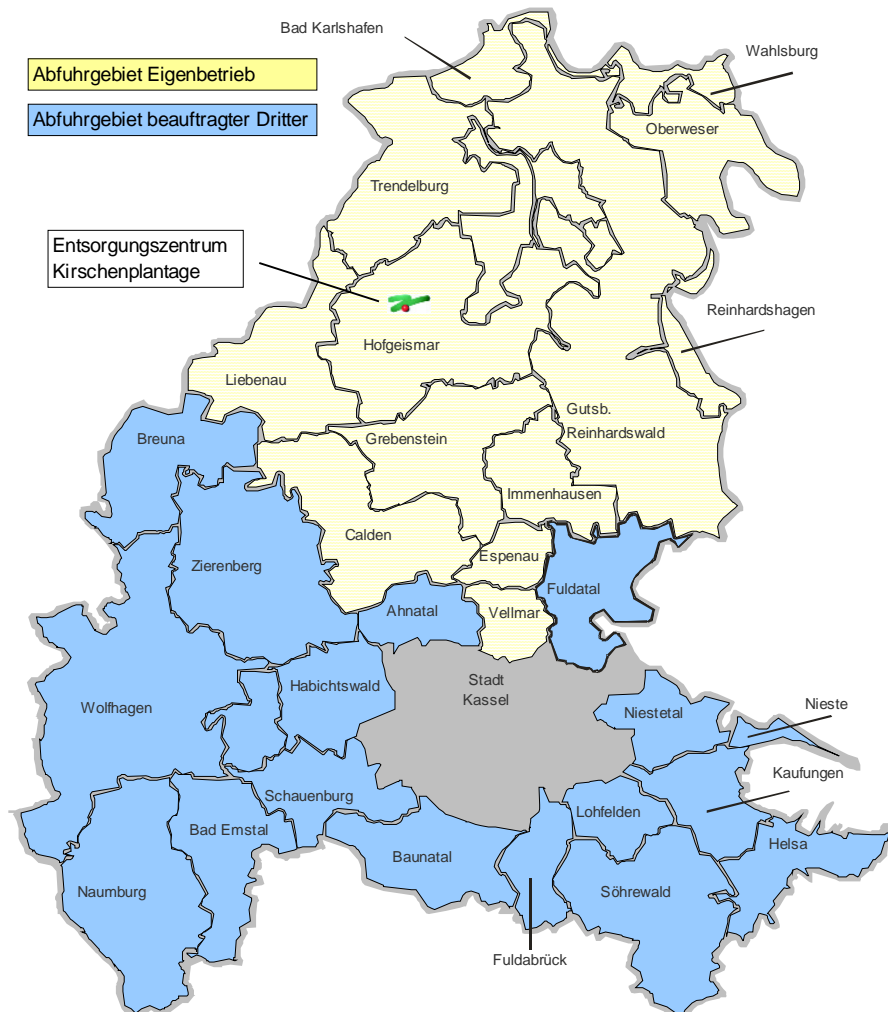 Bad Karlshafen
Wahlsburg
Abfuhrgebiet Eigenbetrieb
Abfuhrgebiet beauftragter Dritter
Oberweser
Trendelburg
Entsorgungszentrum
Kirschenplantage
Reinhardshagen
Hofgeismar
Liebenau
Gutsb.
Reinhardswald
Breuna
Grebenstein
Immenhausen
Calden
Espenau
Zierenberg
Fuldatal
Ahnatal
Vellmar
Stadt
Kassel
Habichtswald
Wolfhagen
Niestetal
Nieste
Kaufungen
Schauenburg
Lohfelden
Bad Emstal
Helsa
Baunatal
Naumburg
Söhrewald
Fuldabrück